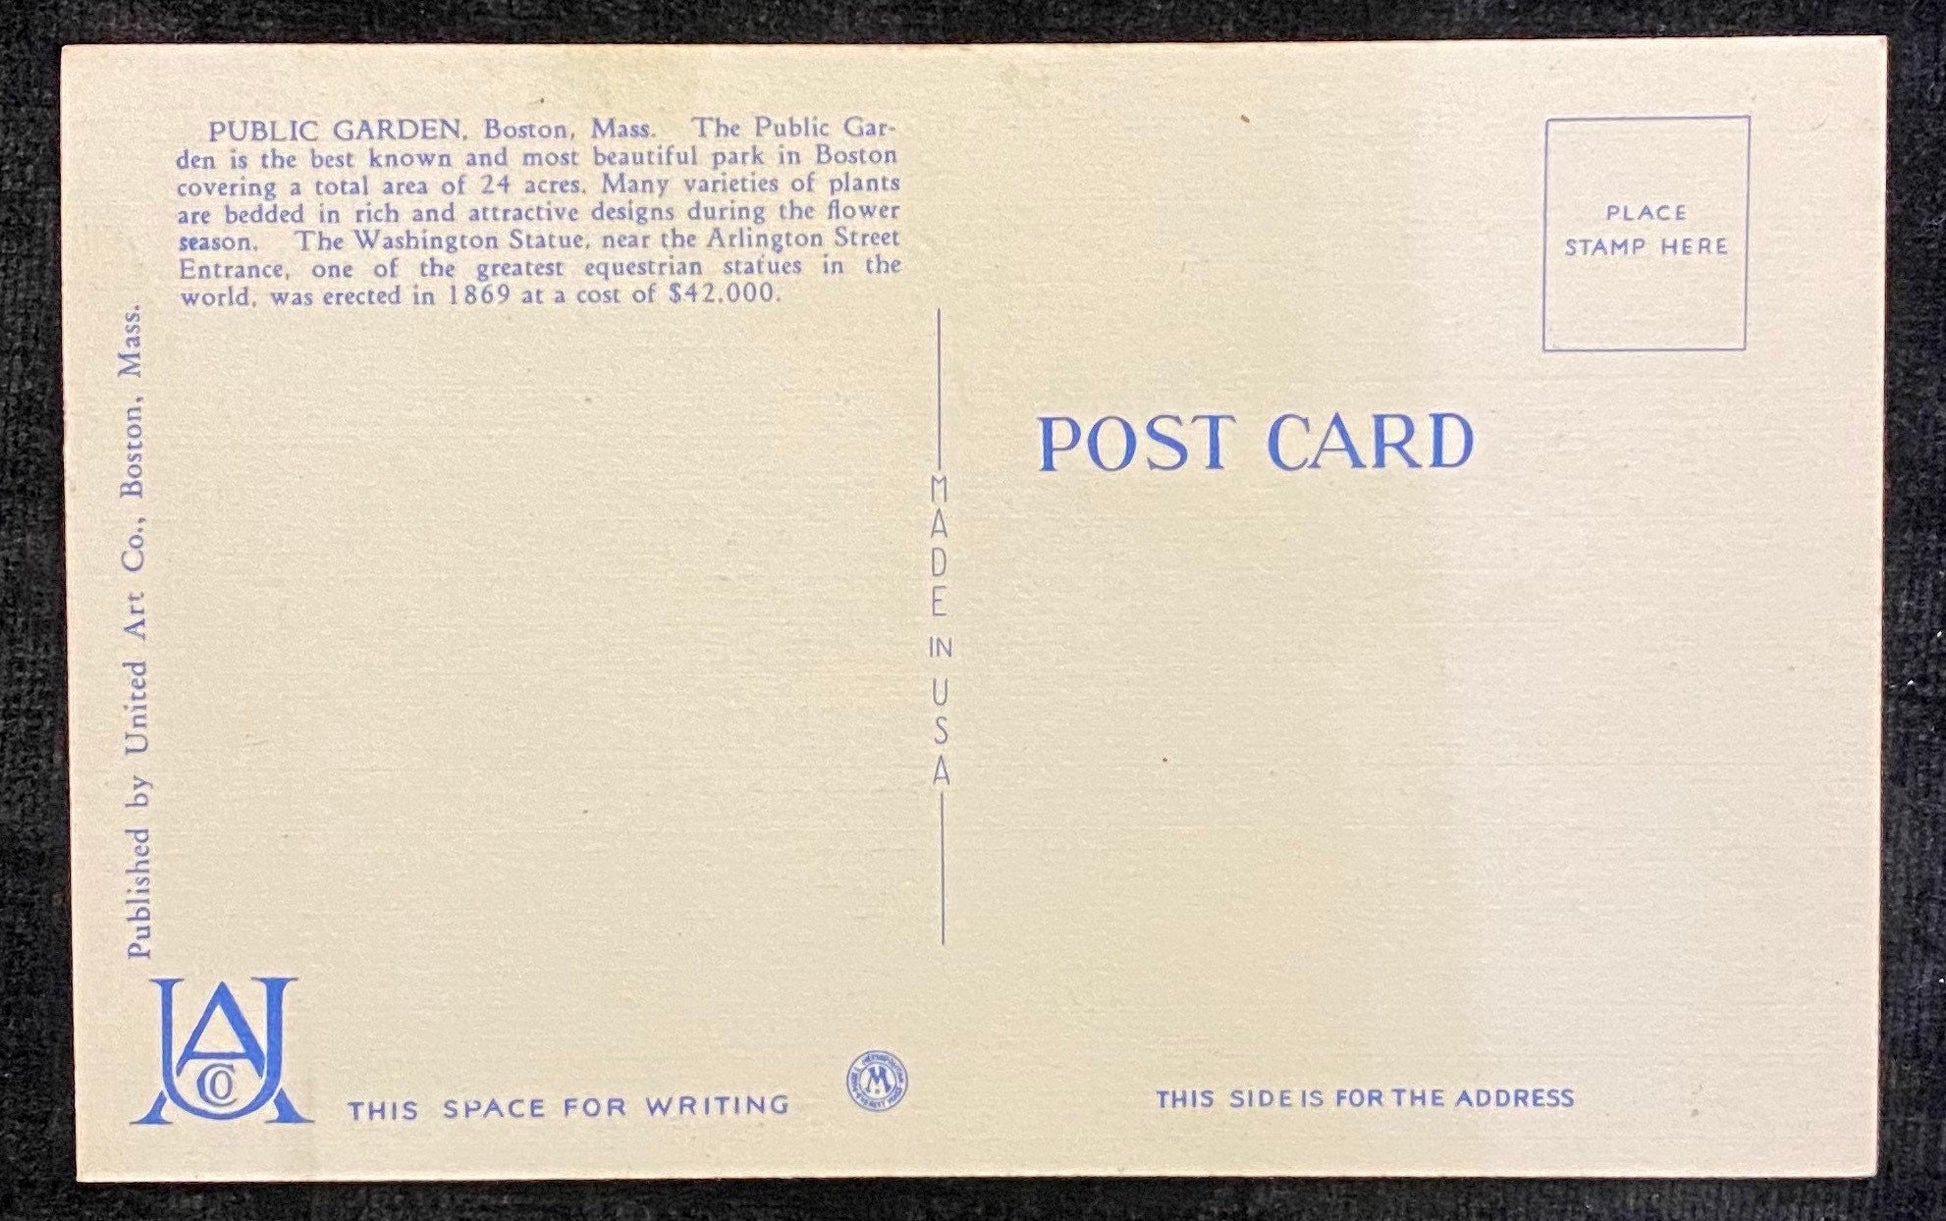 PUBLIC GARDEN, Boston, Mass. The Public Gar-
den is the best known and most beautiful park in Boston
covering a total area of 24 acres. Many varieties of plants
are bedded in rich and attractive designs during the flower
season. The Washington Statue, near the Arlington Street
Entrance, one of the greatest equestrian statues in the
world, was erected in 1869 at a cost of $42,000.
Published by United Art Co., Boston, Mass.
UA
CO
THIS SPACE FOR WRITING
MADE IN USA
M
PLACE
STAMP HERE
POST CARD
THIS SIDE IS FOR THE ADDRESS